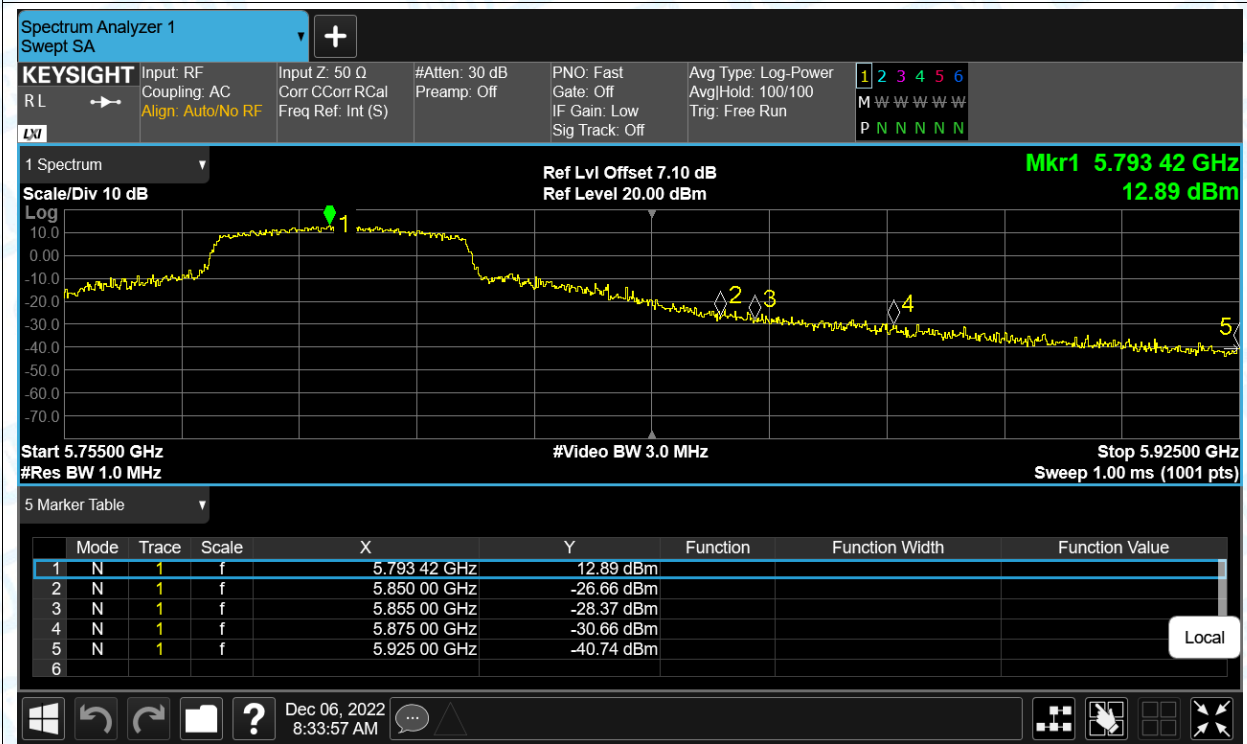 Spectrum Analyzer 1
Swept SA
+
KEYSIGHT
R L
LXI
Input: RF
Coupling: AC
Align: Auto/No RF
Input Z: 50 Ω
Corr CCorr RCal
Freq Ref: Int (S)
#Atten: 30 dB
Preamp: Off
PNO: Fast
Gate: Off
IF Gain: Low
Sig Track: Off
Avg Type: Log-Power
Avg|Hold: 100/100
Trig: Free Run
1 2 3 4 5 6
M W W W W W
P N N N N N
1 Spectrum
Scale/Div 10 dB
Ref Lvl Offset 7.10 dB
Ref Level 20.00 dBm
Mkr1 5.793 42 GHz
12.89 dBm
Log
10.0
0.00
-10.0
-20.0
-30.0
-40.0
-50.0
-60.0
-70.0
1
2
3
4
5
Start 5.75500 GHz
#Video BW 3.0 MHz
Stop 5.92500 GHz
#Res BW 1.0 MHz
Sweep 1.00 ms (1001 pts)
5 Marker Table
Mode Trace Scale X Y Function Function Width Function Value
1 N 1 f 5.793 42 GHz 12.89 dBm
2 N 1 f 5.850 00 GHz -26.66 dBm
3 N 1 f 5.855 00 GHz -28.37 dBm
4 N 1 f 5.875 00 GHz -30.66 dBm
5 N 1 f 5.925 00 GHz -40.74 dBm
6
Local
?
Dec 06, 2022
8:33:57 AM